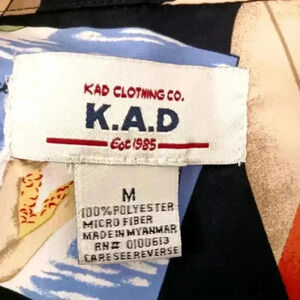 KAD CLOTHING CO.
K.A.D
Est 1985
M
100% POLYESTER
MICRO FIBER
MADE IN MYANMAR
RN# 0100613
CARE SEE REVERSE